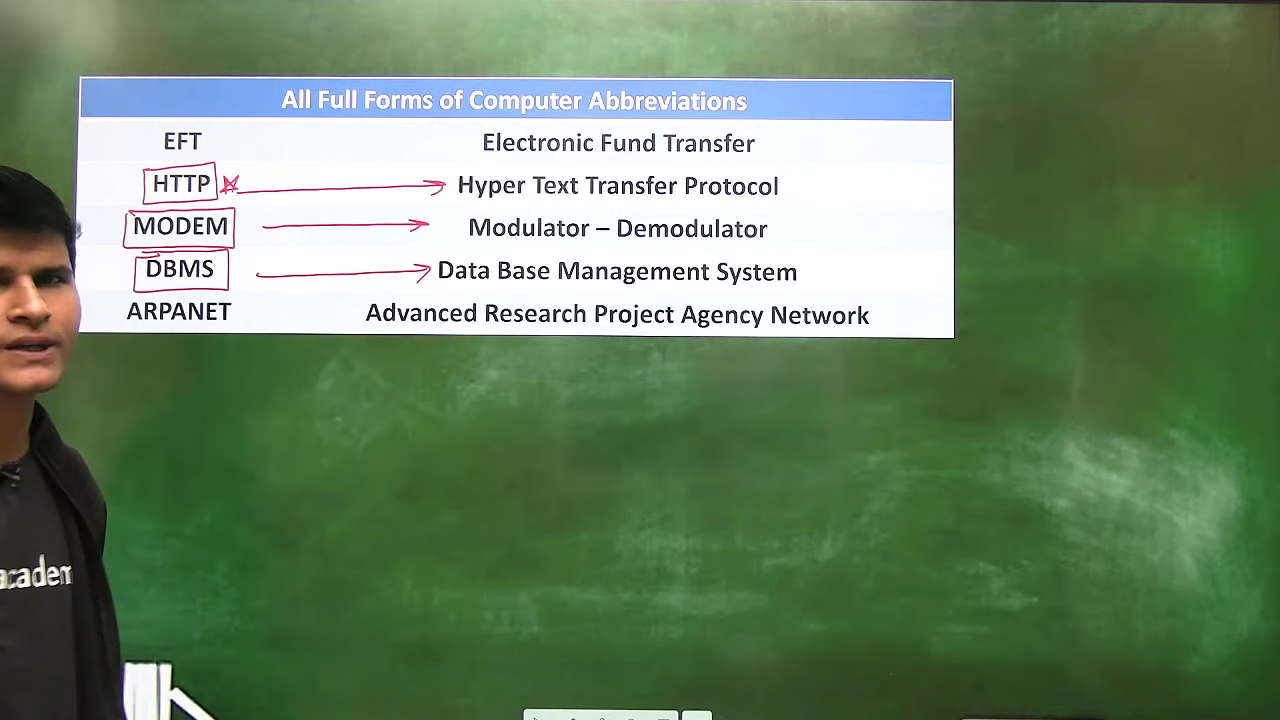 All Full Forms of Computer Abbreviations
EFT Electronic Fund Transfer
HTTP Hyper Text Transfer Protocol
MODEM Modulator – Demodulator
DBMS Data Base Management System
ARPANET Advanced Research Project Agency Network
academ